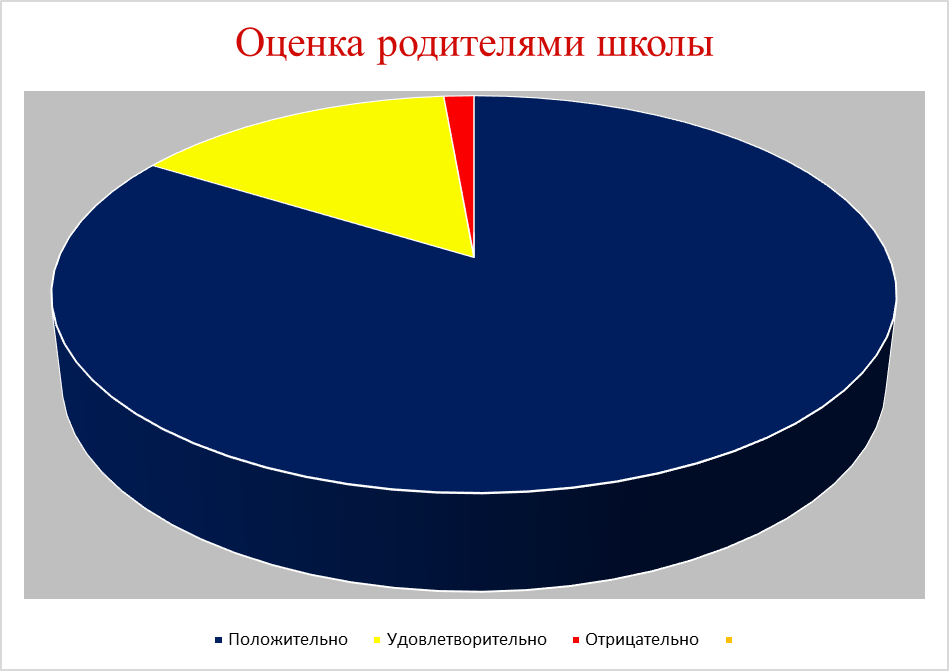 Оценка родителями школы
Положительно Удовлетворительно Отрицательно